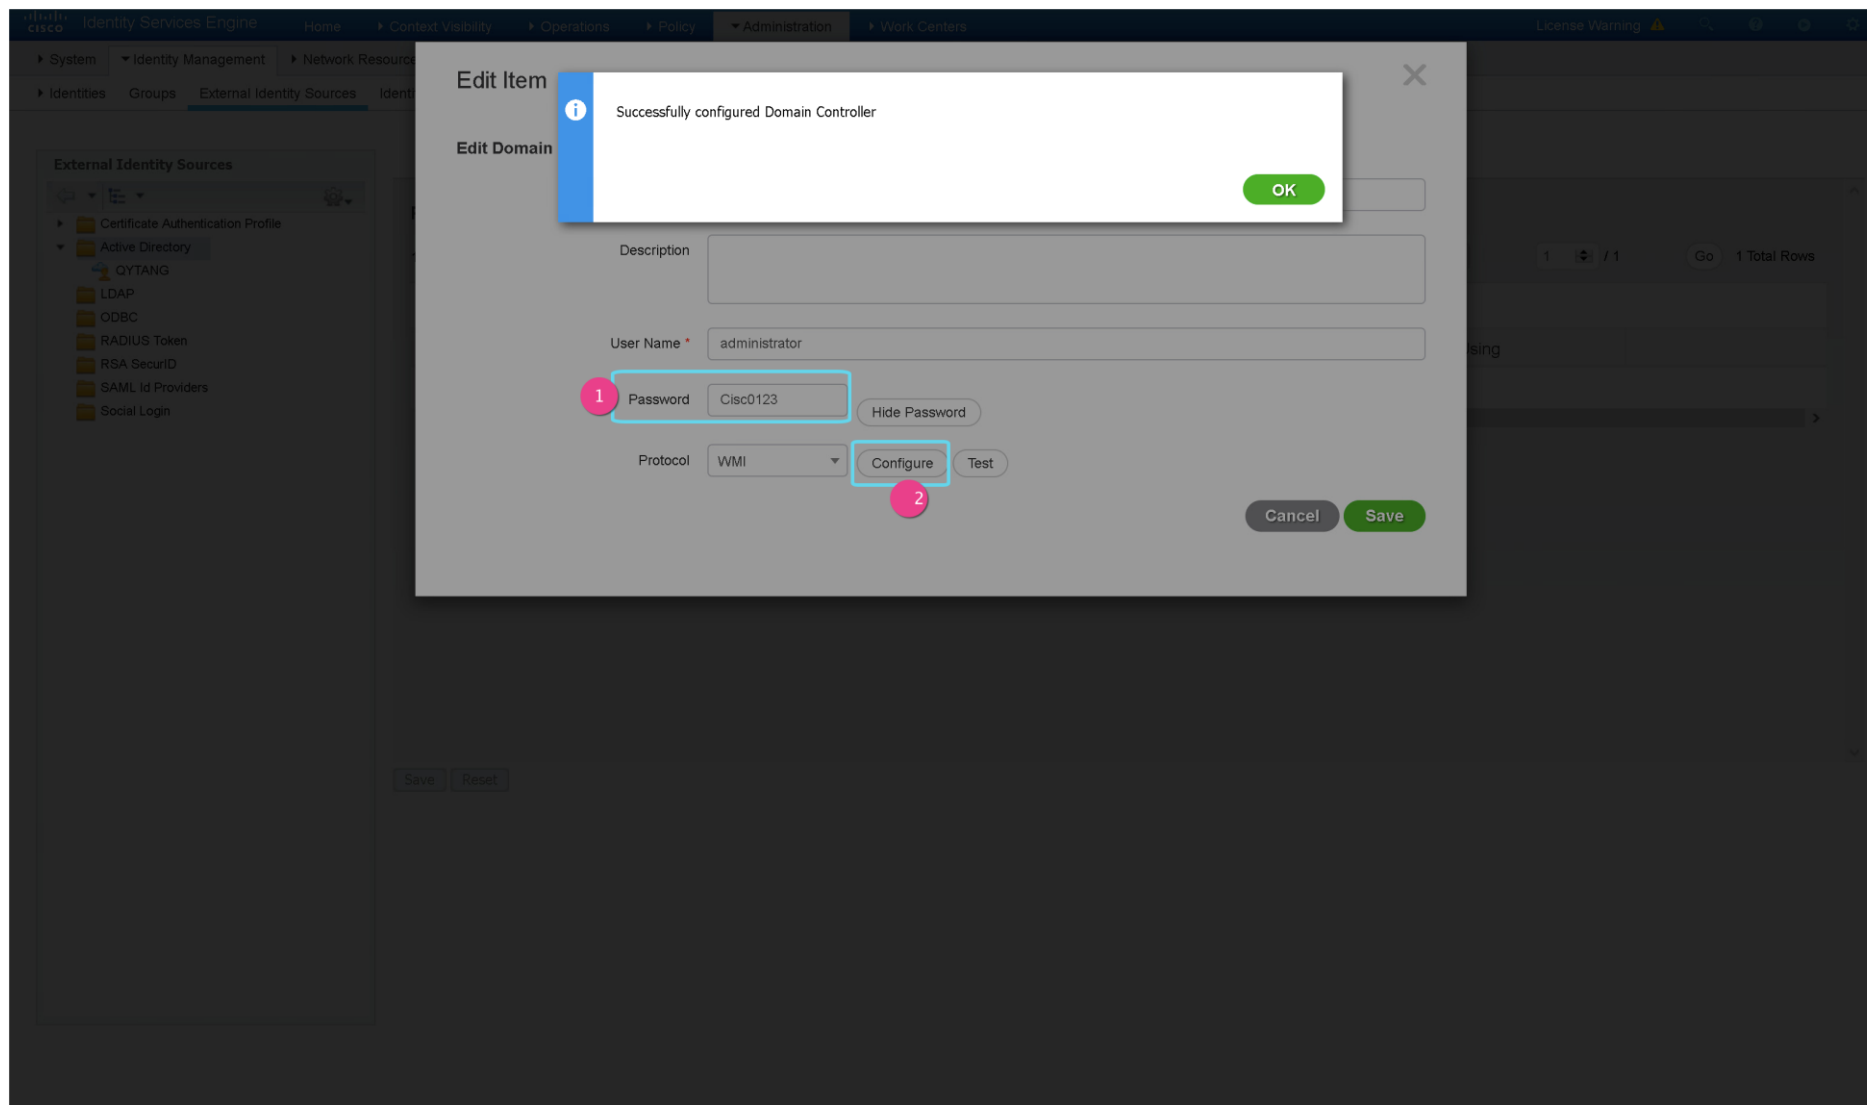 cisco Identity Services Engine Home Context Visibility Operations Policy Administration Work Centers License Warning
System Identity Management Network Resource
Identities Groups External Identity Sources Identi
Edit Item
Successfully configured Domain Controller
OK
Edit Domain
External Identity Sources
Certificate Authentication Profile
Active Directory
QYTANG
LDAP
ODBC
RADIUS Token
RSA SecurID
SAML Id Providers
Social Login
Description
1 / 1 Go 1 Total Rows
User Name * administrator
Using
1 Password Cisc0123 Hide Password
Protocol WMI Configure Test
2
Cancel Save
Save Reset